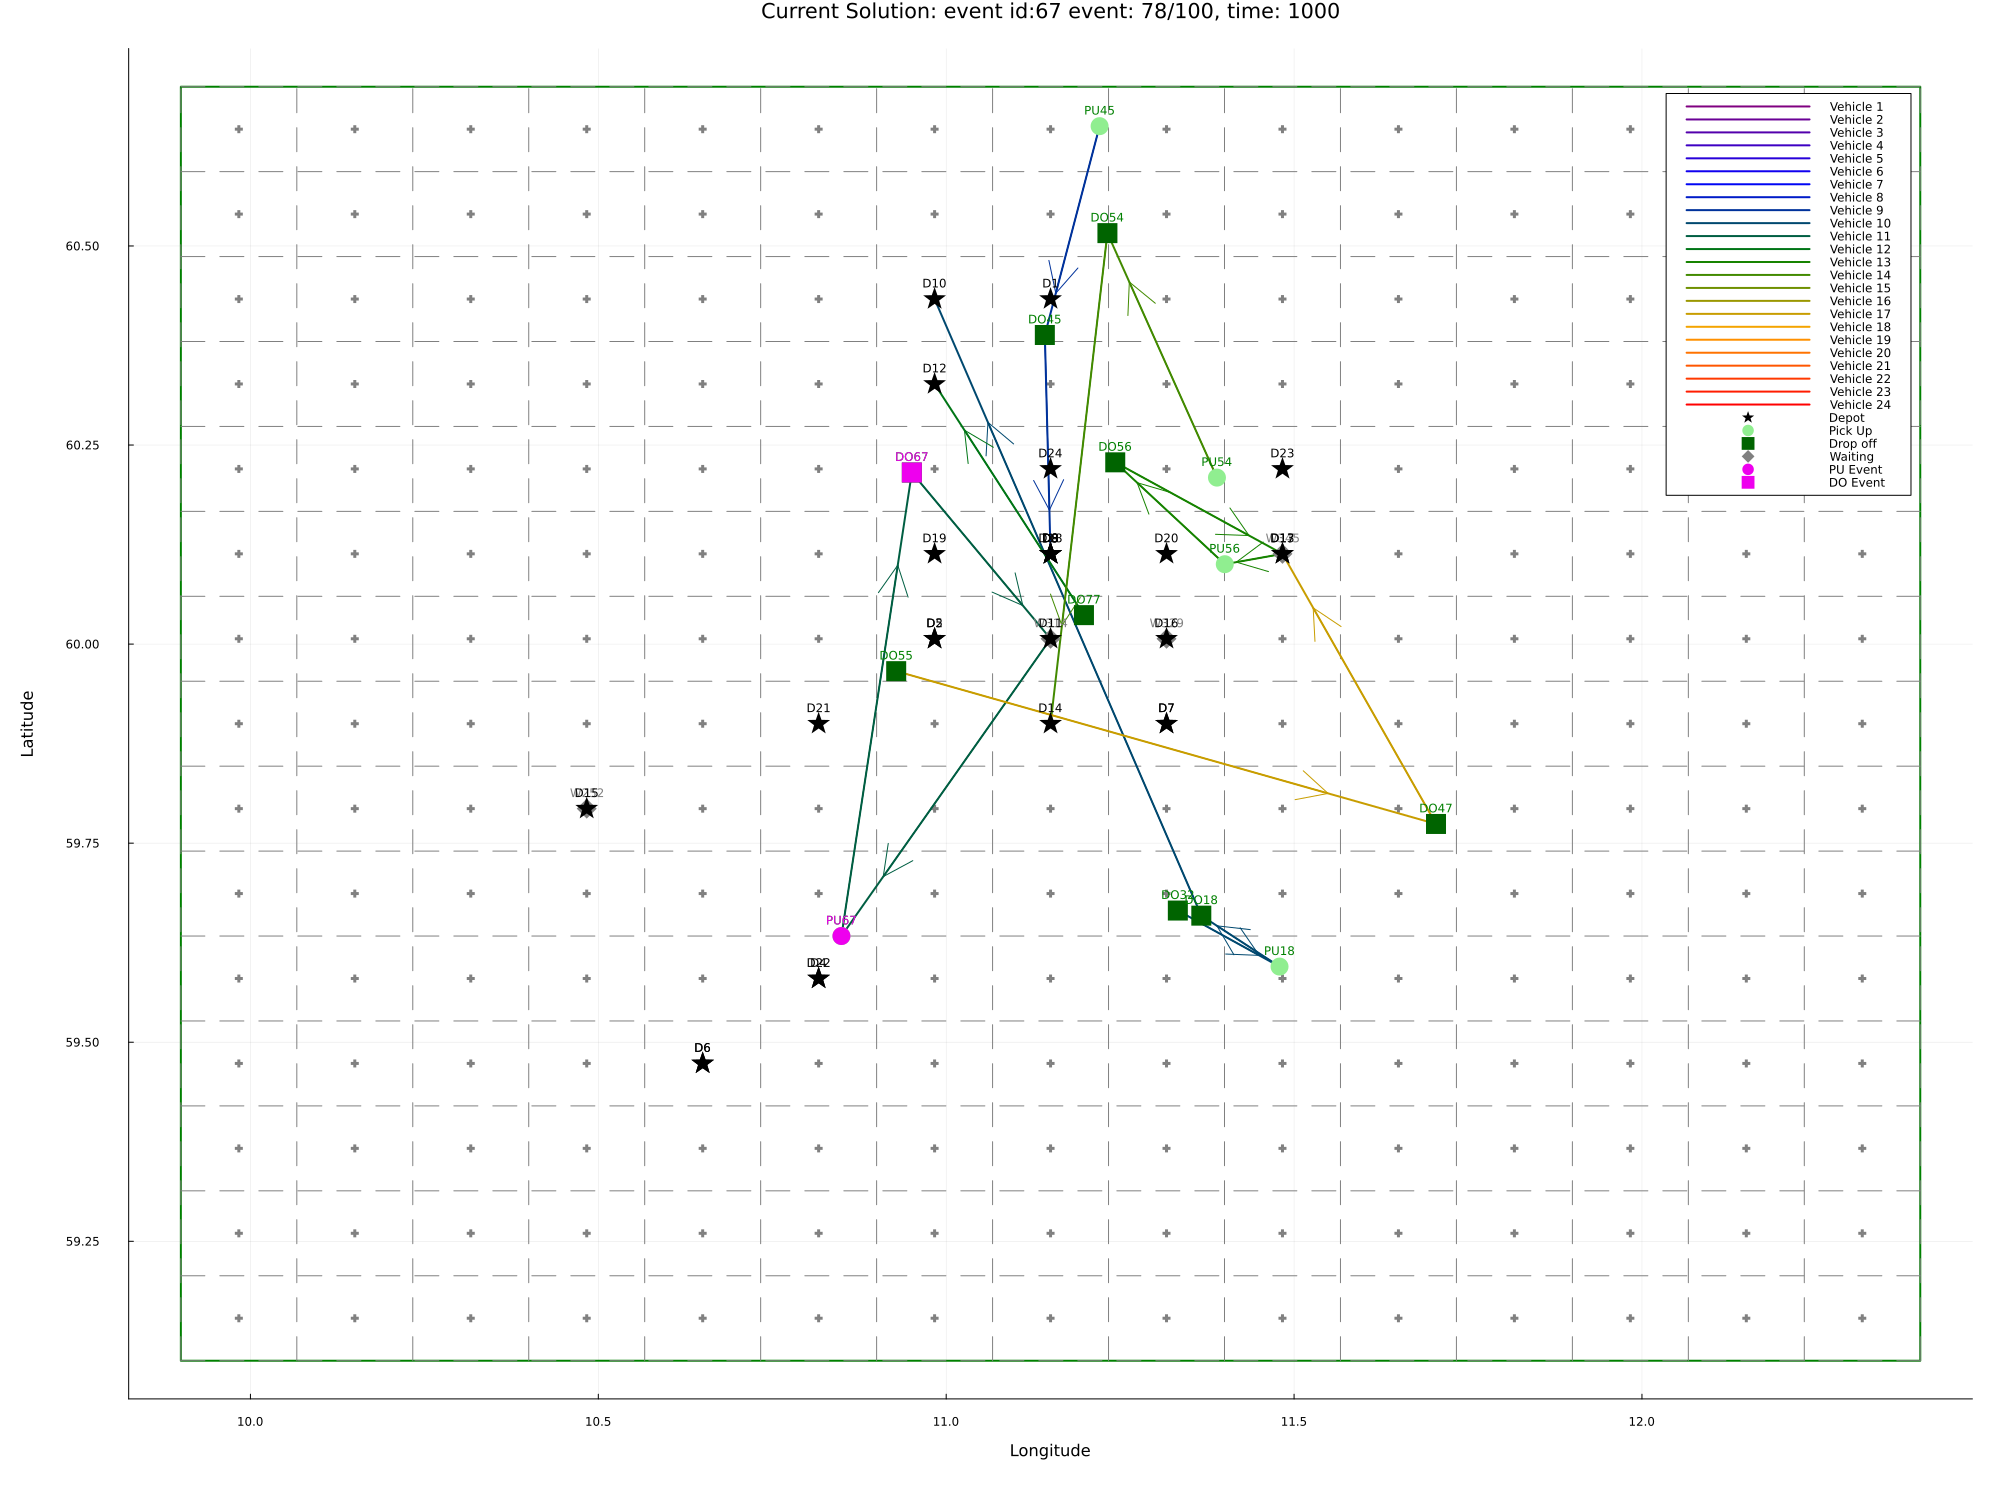 Current Solution: event id:67 event: 78/100, time: 1000
Vehicle 1
Vehicle 2
Vehicle 3
Vehicle 4
Vehicle 5
Vehicle 6
Vehicle 7
Vehicle 8
Vehicle 9
Vehicle 10
Vehicle 11
Vehicle 12
Vehicle 13
Vehicle 14
Vehicle 15
Vehicle 16
Vehicle 17
Vehicle 18
Vehicle 19
Vehicle 20
Vehicle 21
Vehicle 22
Vehicle 23
Vehicle 24
Depot
Pick Up
Drop off
Waiting
PU Event
DO Event
PU45
DO54
D10
D1
DO45
D12
DO56
D24
D23
DO67
PU54
D19
D20
PU56
DO77
D16
D11
DO55
D21
D14
D7
D15
DO47
DO18
PU67
PU18
D6
60.50
60.25
60.00
59.75
59.50
59.25
Latitude
10.0
10.5
11.0
11.5
12.0
Longitude